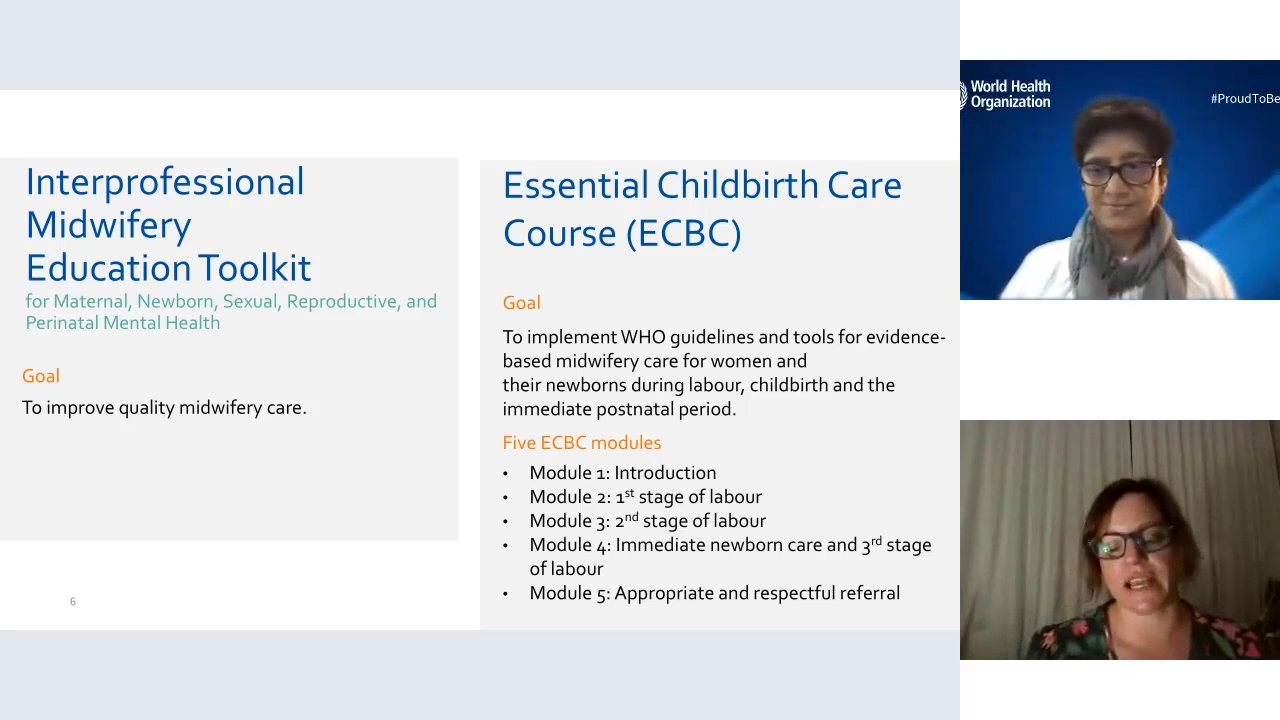 Interprofessional
Midwifery
Education Toolkit
for Maternal, Newborn, Sexual, Reproductive, and
Perinatal Mental Health
Goal
To improve quality midwifery care.
6
Essential Childbirth Care
Course (ECBC)
Goal
To implement WHO guidelines and tools for evidence-
based midwifery care for women and
their newborns during labour, childbirth and the
immediate postnatal period.
Five ECBC modules
• Module 1: Introduction
• Module 2: 1st stage of labour
• Module 3: 2nd stage of labour
• Module 4: Immediate newborn care and 3rd stage
of labour
• Module 5: Appropriate and respectful referral
World Health
Organization
#ProudToBe